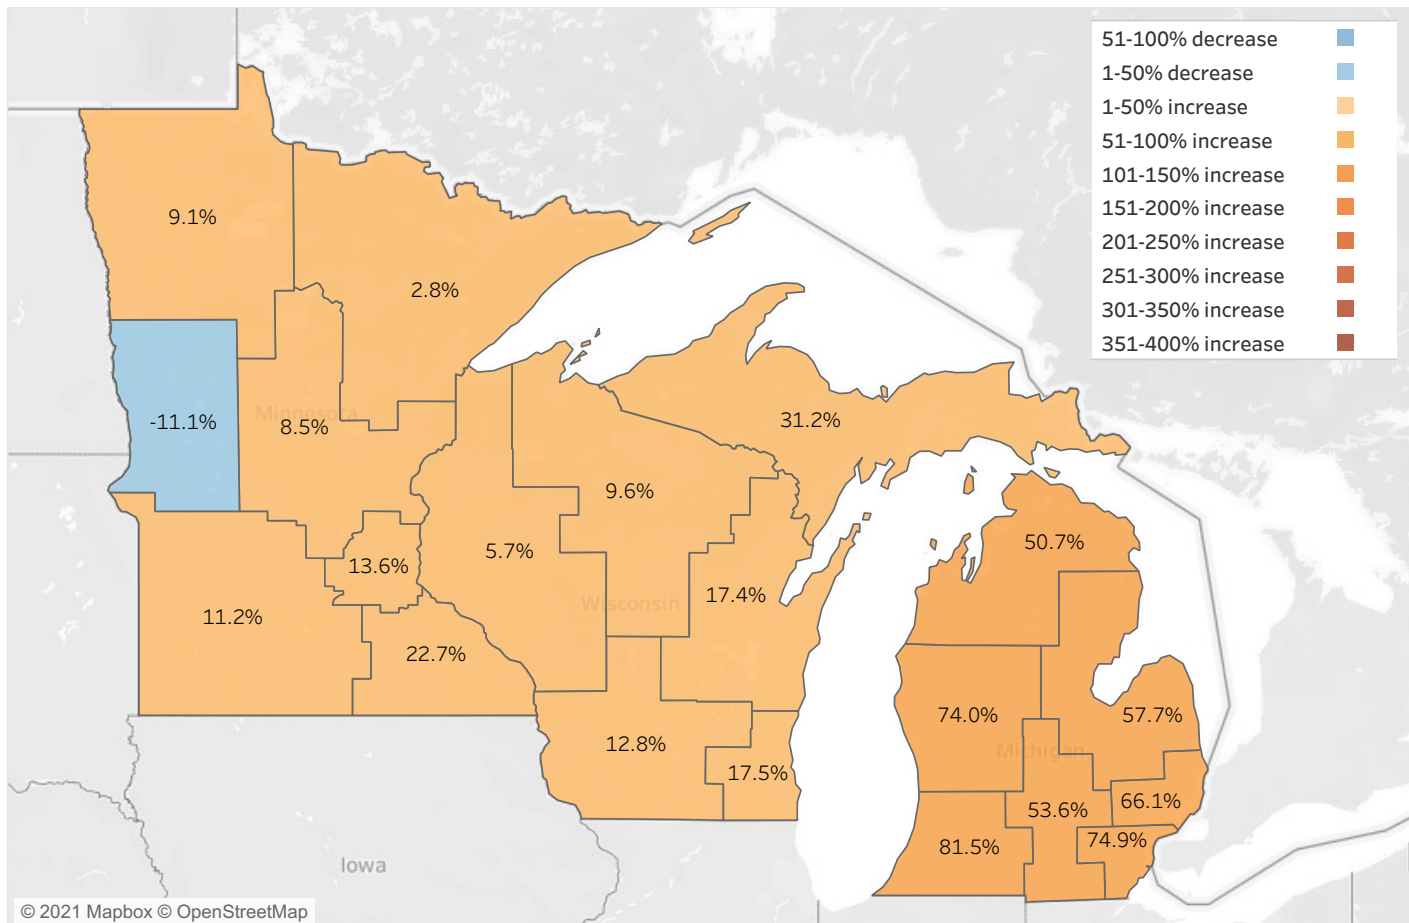 51-100% decrease
1-50% decrease
1-50% increase
51-100% increase
101-150% increase
151-200% increase
201-250% increase
251-300% increase
301-350% increase
351-400% increase
9.1%
2.8%
-11.1%
Minnesota
8.5%
31.2%
9.6%
5.7%
13.6%
50.7%
17.4%
Wisconsin
11.2%
22.7%
74.0%
57.7%
12.8%
Michigan
17.5%
53.6%
66.1%
81.5%
74.9%
Iowa
© 2021 Mapbox © OpenStreetMap